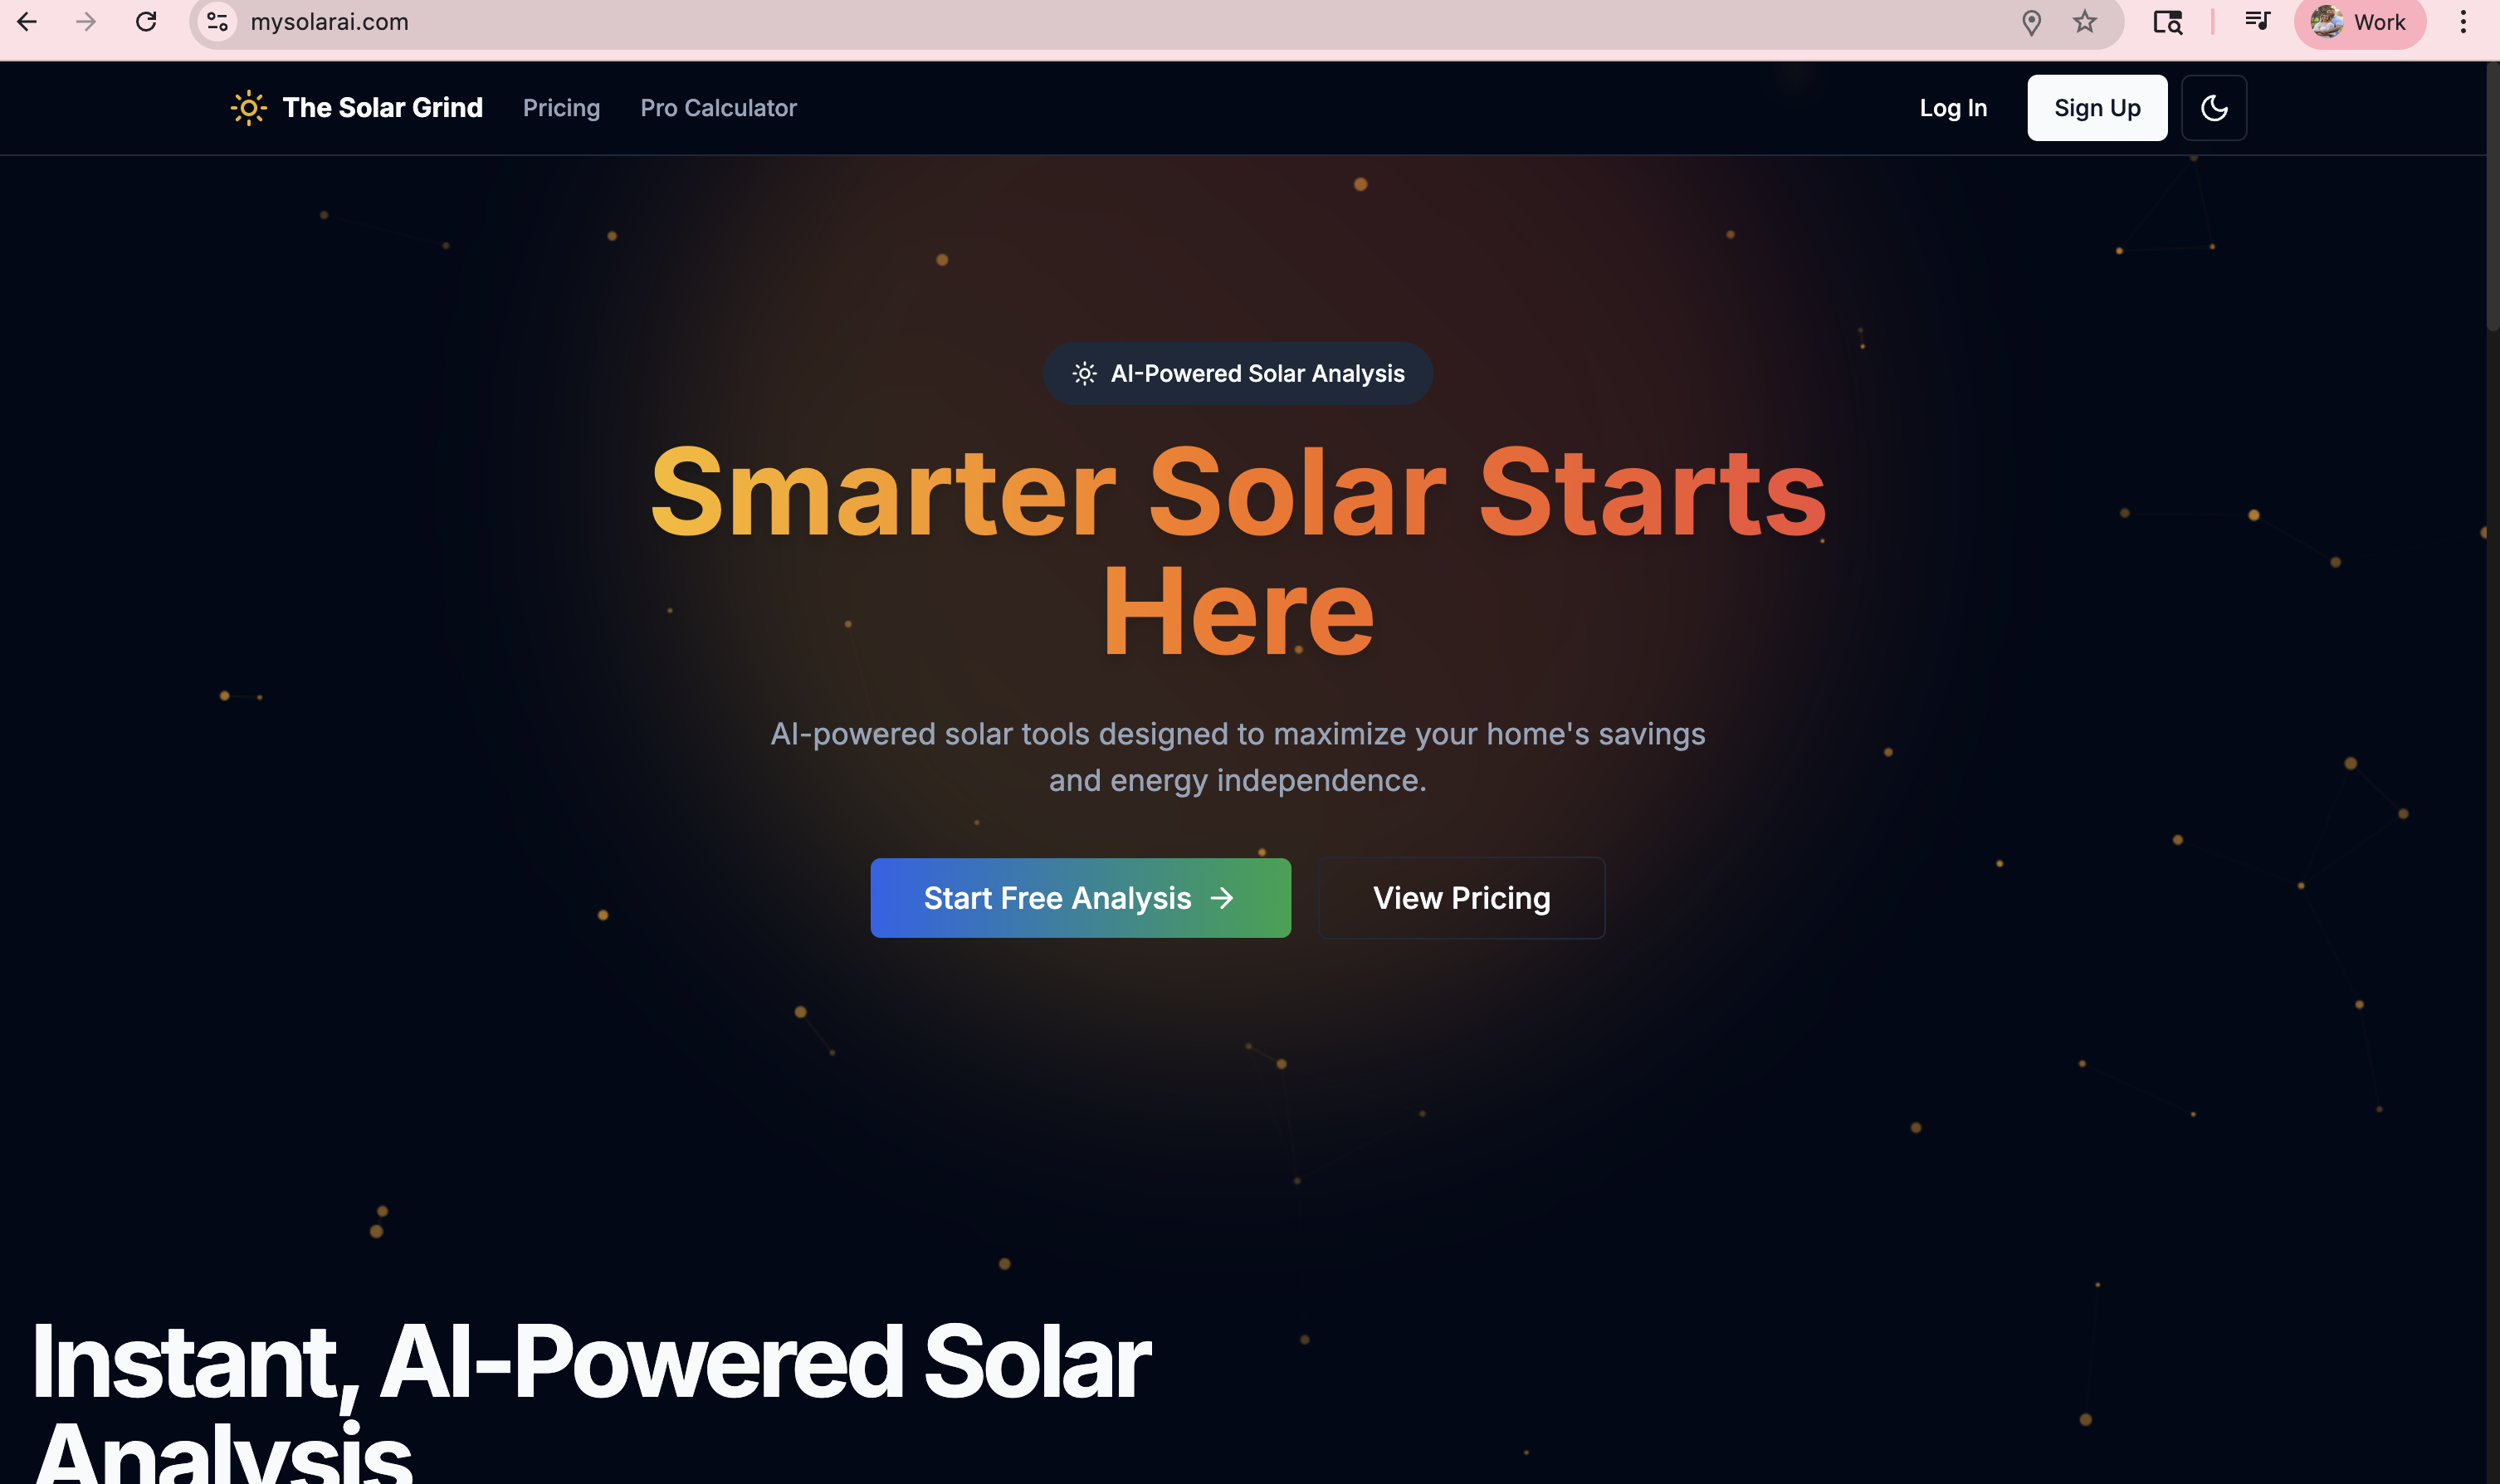 mysolarai.com
Work
The Solar Grind
Pricing
Pro Calculator
Log In
Sign Up
AI-Powered Solar Analysis
Smarter Solar Starts
Here
AI-powered solar tools designed to maximize your home's savings
and energy independence.
Start Free Analysis →
View Pricing
Instant, AI-Powered Solar
Analysis